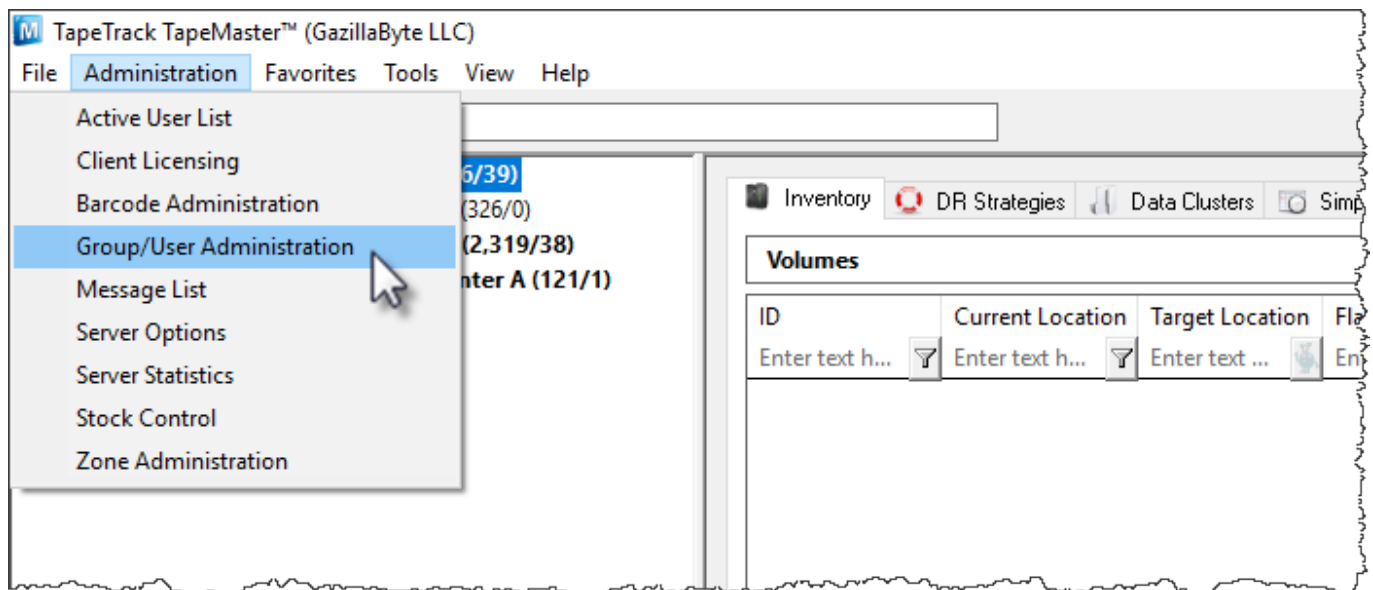 TapeTrack TapeMaster™ (GazillaByte LLC)
File Administration Favorites Tools View Help
Active User List
Client Licensing
Barcode Administration
Group/User Administration
Message List
Server Options
Server Statistics
Stock Control
Zone Administration
6/39)
(326/0)
(2,319/38)
nter A (121/1)
Inventory DR Strategies Data Clusters Simp
Volumes
ID Current Location Target Location Fla
Enter text h... Enter text h... Enter text ... En